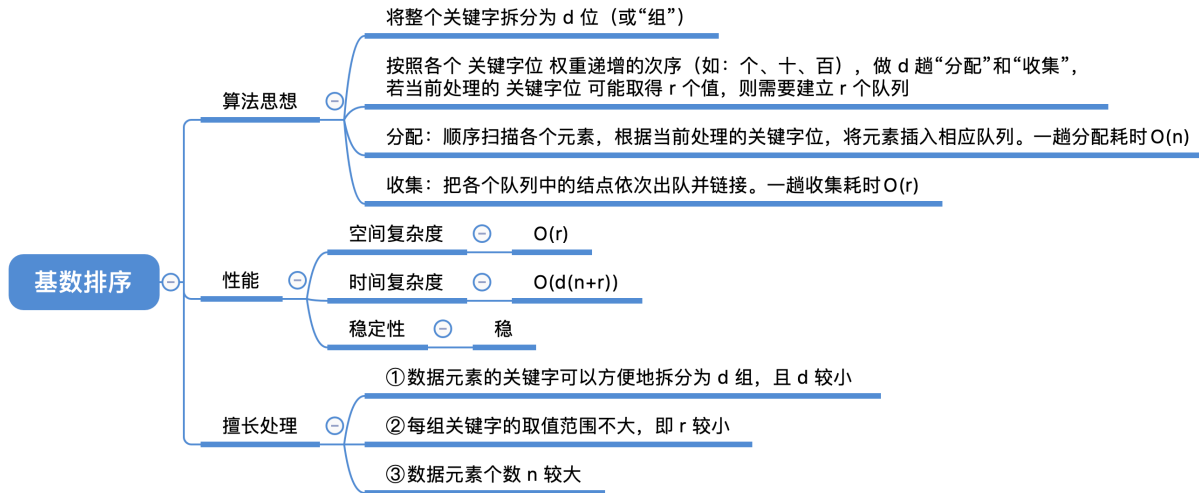 基数排序
算法思想
将整个关键字拆分为 d 位（或“组”）
按照各个 关键字位 权重递增的次序（如：个、十、百），做 d 趟“分配”和“收集”，
若当前处理的 关键字位 可能取得 r 个值，则需要建立 r 个队列
分配：顺序扫描各个元素，根据当前处理的关键字位，将元素插入相应队列。一趟分配耗时O(n)
收集：把各个队列中的结点依次出队并链接。一趟收集耗时O(r)
性能
空间复杂度
O(r)
时间复杂度
O(d(n+r))
稳定性
稳
擅长处理
①数据元素的关键字可以方便地拆分为 d 组，且 d 较小
②每组关键字的取值范围不大，即 r 较小
③数据元素个数 n 较大